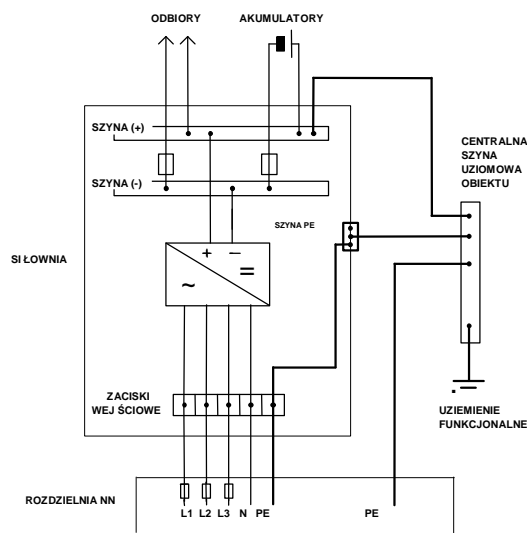 ODBIORY
AKUMULATORY
SZYNA (+)
CENTRALNA
SZYNA
UZIOMOWA
OBIEKTU
SZYNA (-)
SZYNA PE
SI ŁOWNIA
+ –
=
~
ZACISKI
WEJ ŚCIOWE
UZIEMIENIE
FUNKCJONALNE
ROZDZIELNIA NN
L1 L2 L3 N PE
PE